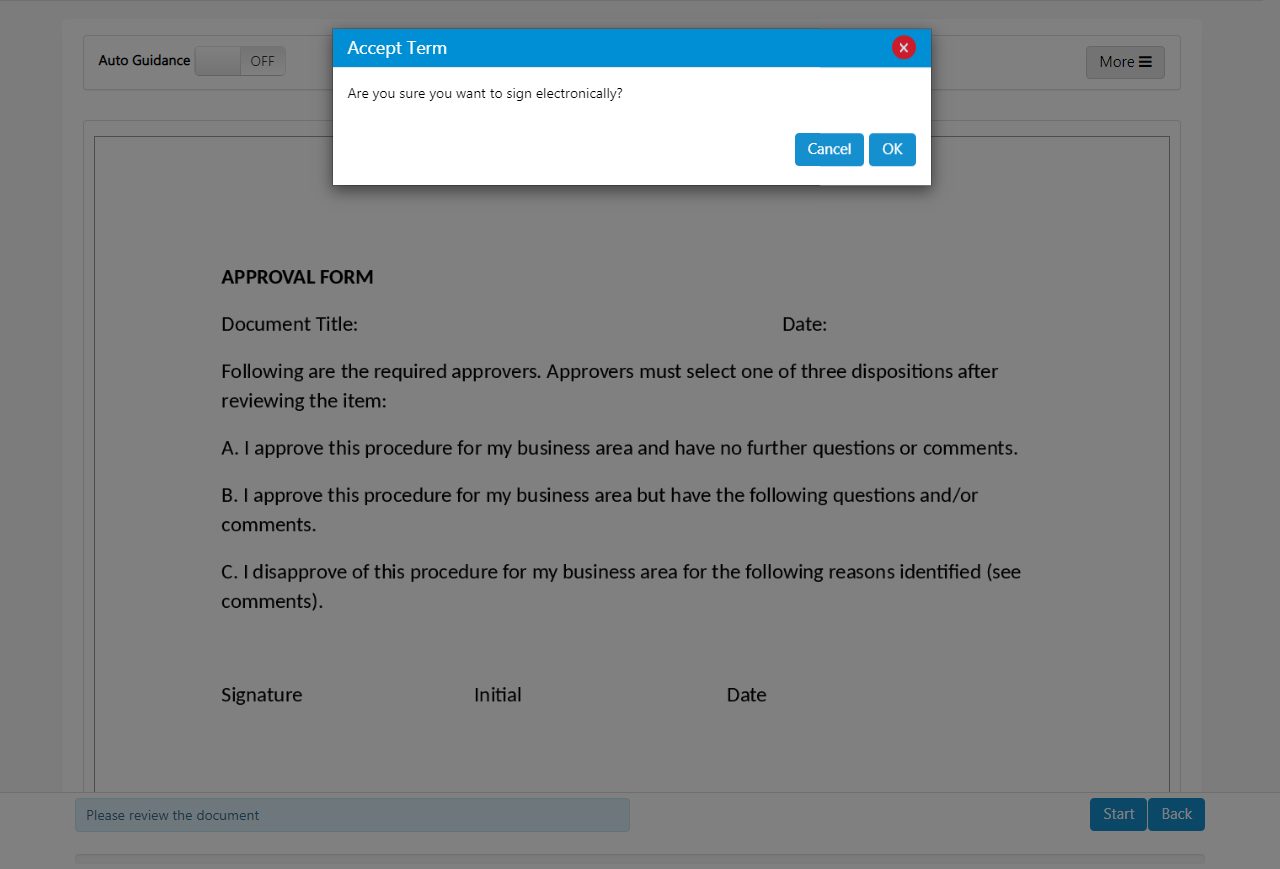 Accept Term
Are you sure you want to sign electronically?
Cancel OK
Auto Guidance OFF More
APPROVAL FORM
Document Title: Date:
Following are the required approvers. Approvers must select one of three dispositions after
reviewing the item:
A. I approve this procedure for my business area and have no further questions or comments.
B. I approve this procedure for my business area but have the following questions and/or
comments.
C. I disapprove of this procedure for my business area for the following reasons identified (see
comments).
Signature Initial Date
Please review the document Start Back